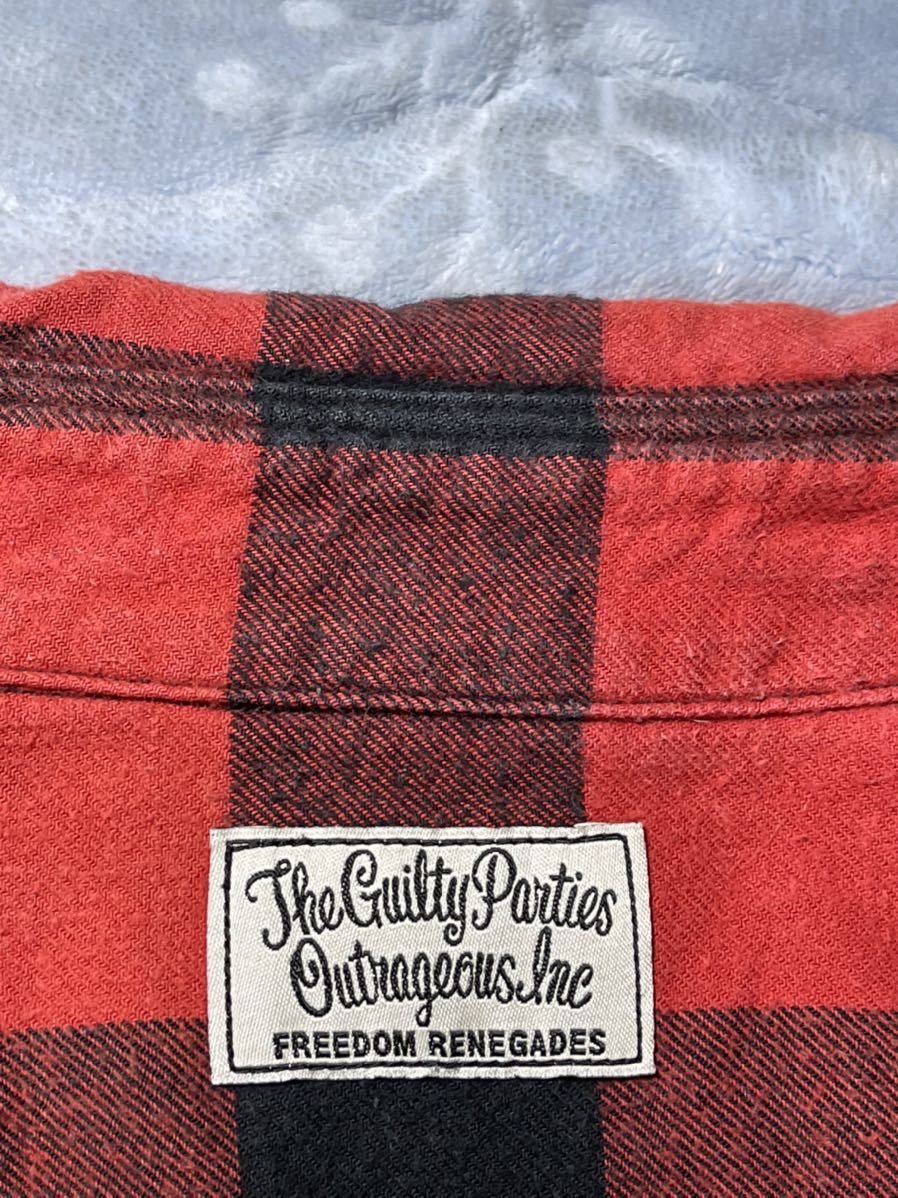 The Guilty Parties
Outrageous.Inc
FREEDOM RENEGADES